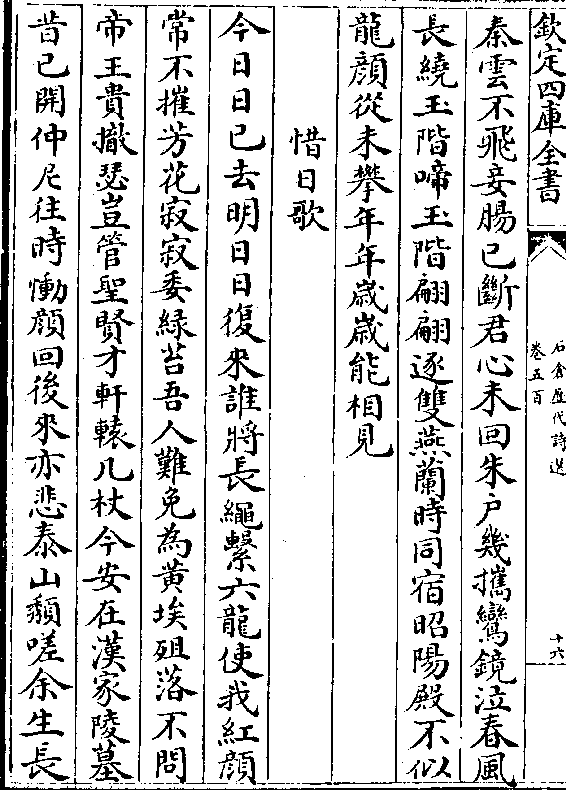 欽定四庫全書
石倉歷代詩選
卷五百
十六
秦雲不飛妾腸已斷君心未回朱戶幾攜鸞鏡泣春風
長繞玉階啼玉階翩翩逐雙燕蘭時同宿昭陽殿不似
龍顏從未攀年年歲歲能相見
惜日歌
今日日已去明日日復來誰將長繩繫六龍使我紅顏
常不摧芳花寂寂委緑苔吾人難免為黃埃殂落不問
帝王貴撤瑟豈管聖賢才軒轅几杖今安在漢家陵墓
昔已開仲尼往時慟顏回後來亦悲泰山頹嗟余生長